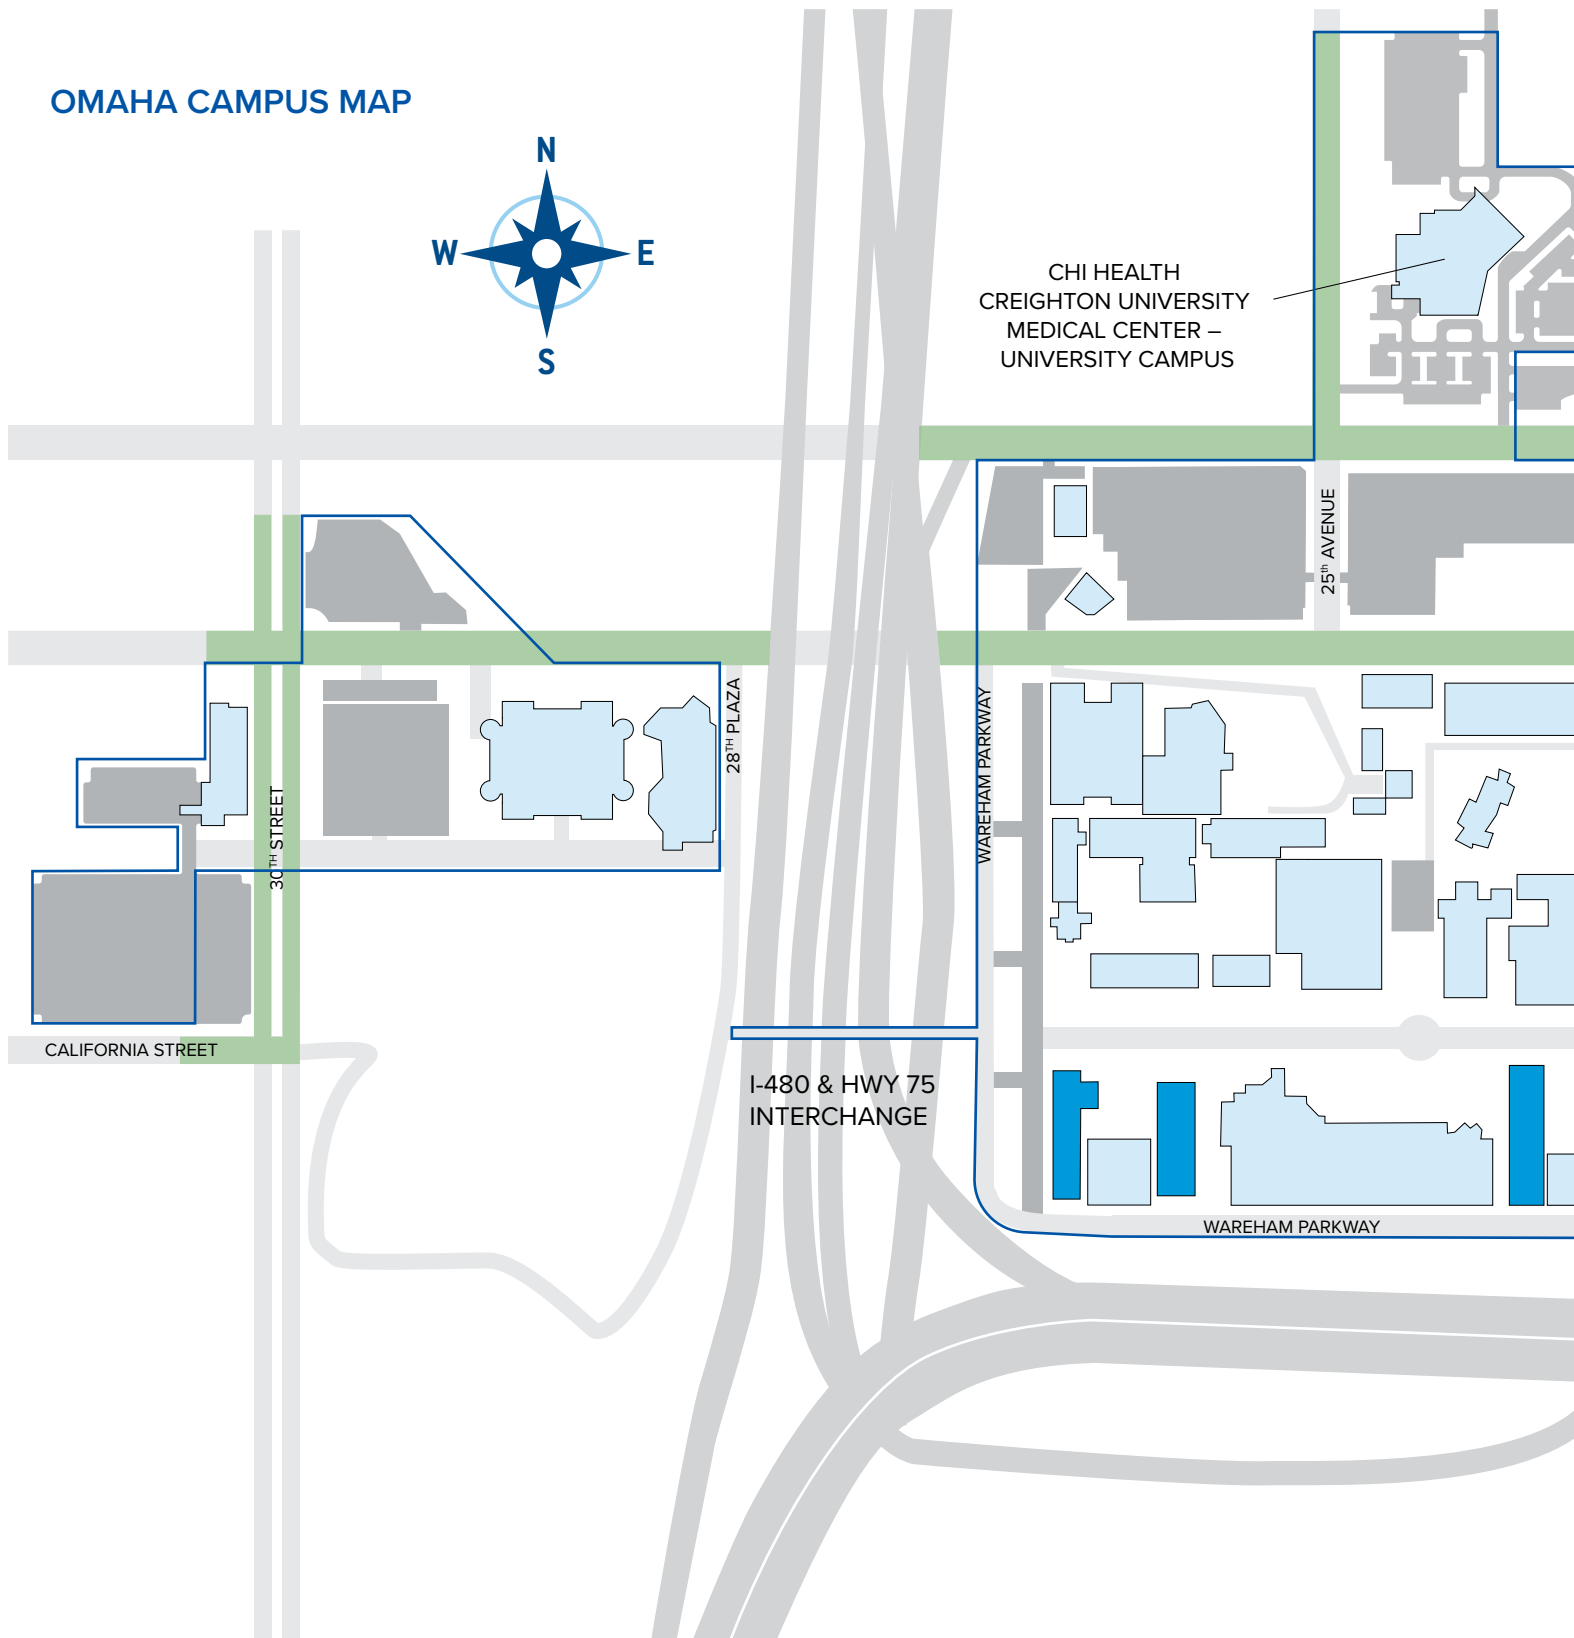 OMAHA CAMPUS MAP
N
W
E
S
CHI HEALTH
CREIGHTON UNIVERSITY
MEDICAL CENTER –
UNIVERSITY CAMPUS
25th AVENUE
28TH PLAZA
WAREHAM PARKWAY
30TH STREET
CALIFORNIA STREET
I-480 & HWY 75
INTERCHANGE
WAREHAM PARKWAY